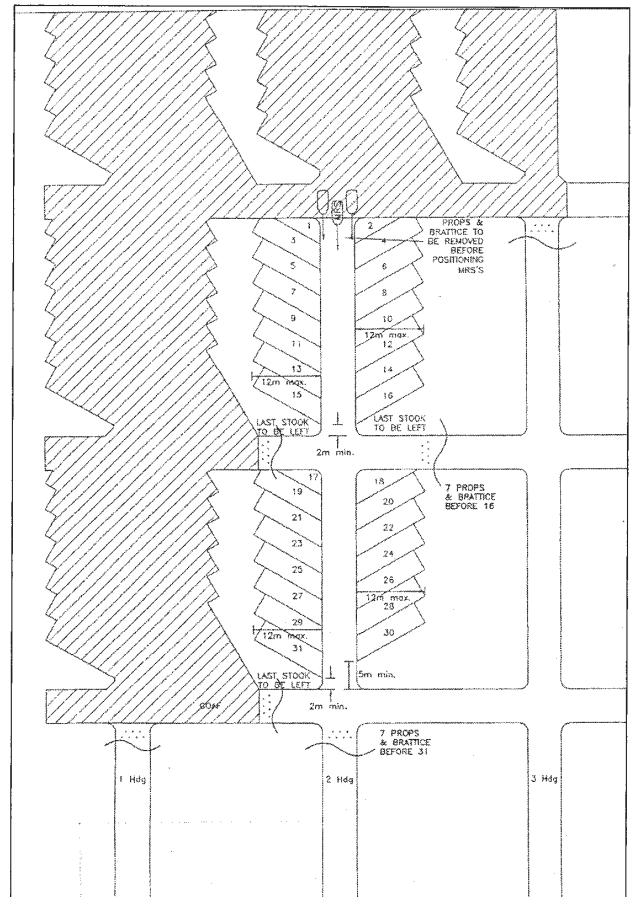 MRS
1
2
PROPS
& BRATTICE TO
BE REMOVED
BEFORE
POSITIONING
MRS'S
3
4
5
6
7
8
9
10
12m max.
11
12
13
14
12m max.
15
16
LAST STOOK
TO BE LEFT
LAST STOOK
TO BE LEFT
2m min.
17
18
7 PROPS
& BRATTICE
BEFORE 16
19
20
21
22
23
24
25
26
12m max.
27
28
29
12m max.
30
31
LAST STOOK
TO BE LEFT
5m min.
2m min.
GOAF
7 PROPS
& BRATTICE
BEFORE 31
1 Hdg
2 Hdg
3 Hdg